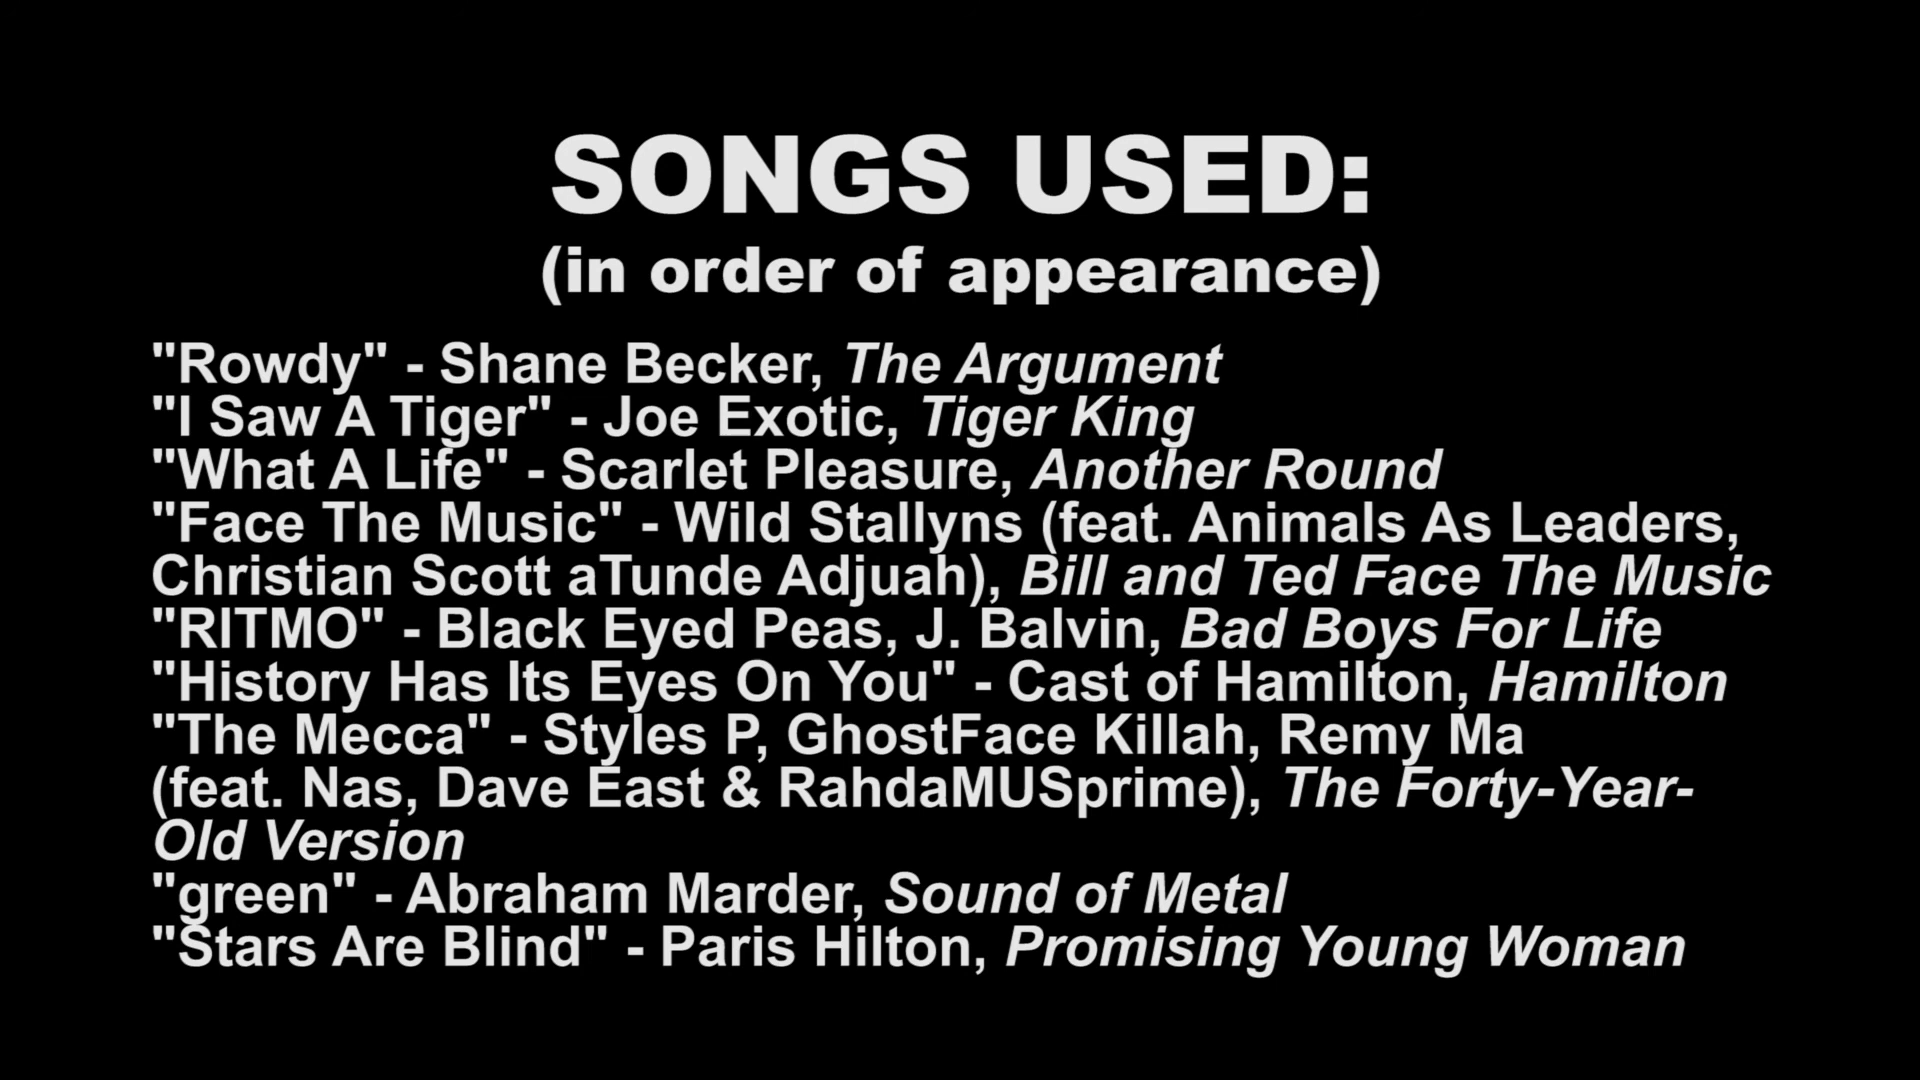 SONGS USED:
(in order of appearance)
"Rowdy" - Shane Becker, The Argument
"I Saw A Tiger" - Joe Exotic, Tiger King
"What A Life" - Scarlet Pleasure, Another Round
"Face The Music" - Wild Stallyns (feat. Animals As Leaders,
Christian Scott aTunde Adjuah), Bill and Ted Face The Music
"RITMO" - Black Eyed Peas, J. Balvin, Bad Boys For Life
"History Has Its Eyes On You" - Cast of Hamilton, Hamilton
"The Mecca" - Styles P, GhostFace Killah, Remy Ma
(feat. Nas, Dave East & RahdaMUSprime), The Forty-Year-
Old Version
"green" - Abraham Marder, Sound of Metal
"Stars Are Blind" - Paris Hilton, Promising Young Woman